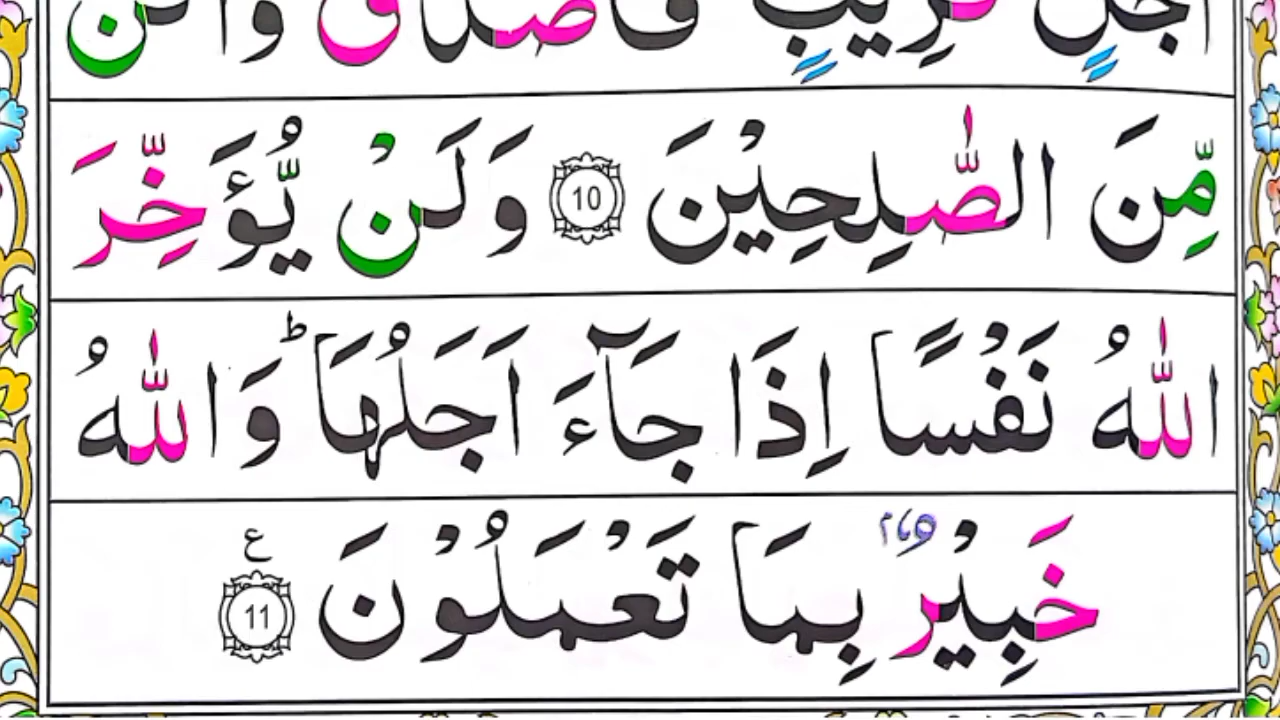 اَجَلٍ قَرِيْبٍ فَاَصَّدَّقَ وَاَكُنْ
مِّنَ الصّٰلِحِيْنَ 10 وَلَنْ يُّؤَخِّرَ
اللّٰهُ نَفْسًا اِذَا جَآءَ اَجَلُهَا ؕ وَاللّٰهُ
خَبِيْرٌۢ بِمَا تَعْمَلُوْنَ 11 ع